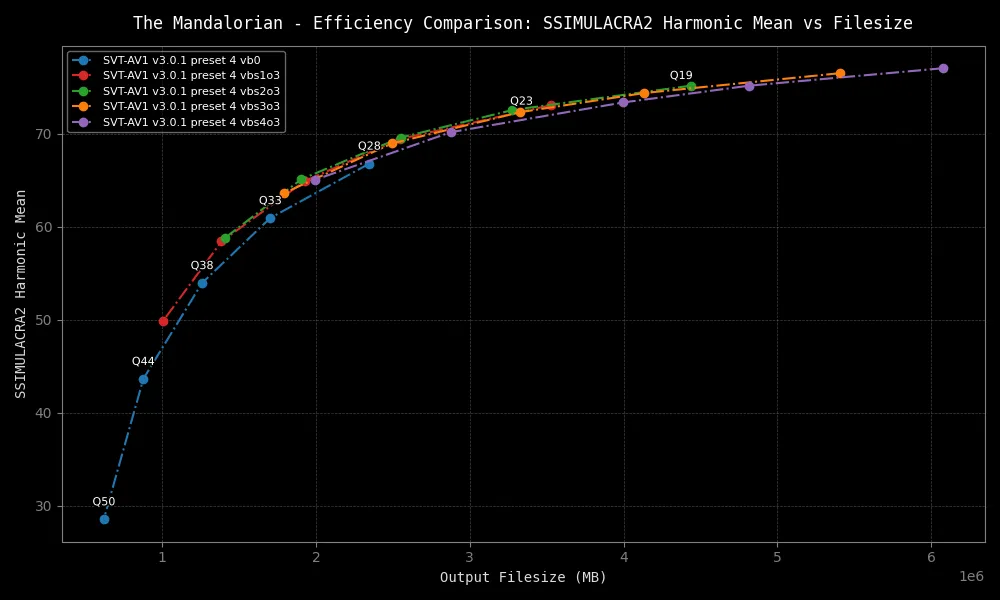 The Mandalorian - Efficiency Comparison: SSIMULACRA2 Harmonic Mean vs Filesize
SVT-AV1 v3.0.1 preset 4 vb0
SVT-AV1 v3.0.1 preset 4 vbs1o3
SVT-AV1 v3.0.1 preset 4 vbs2o3
SVT-AV1 v3.0.1 preset 4 vbs3o3
SVT-AV1 v3.0.1 preset 4 vbs4o3
Q19
Q23
Q28
Q33
Q38
Q44
Q50
70
60
50
40
30
SSIMULACRA2 Harmonic Mean
1 2 3 4 5 6
1e6
Output Filesize (MB)